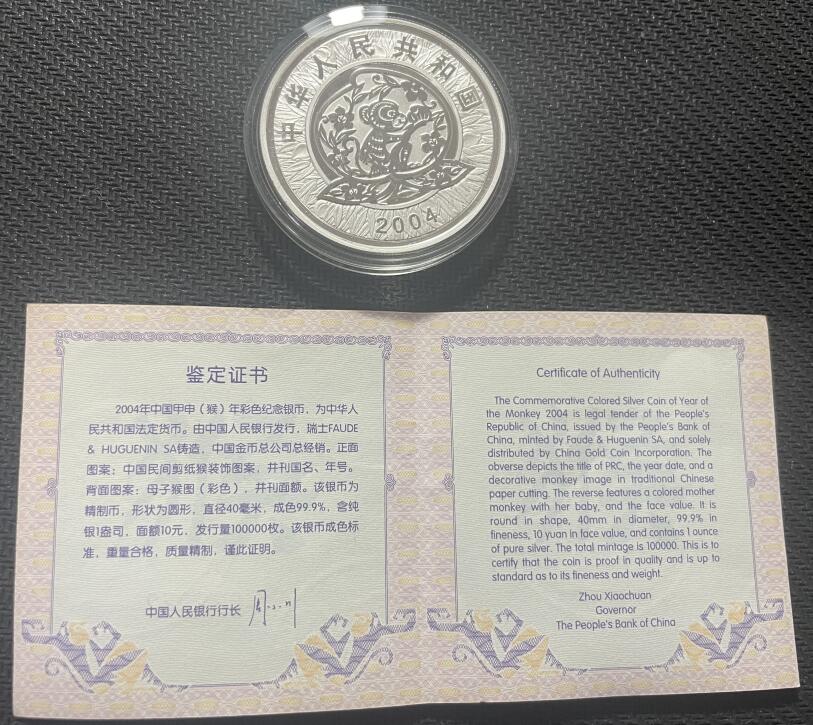 中华人民共和国
2004
鉴定证书
2004年中国甲申（猴）年彩色纪念银币，为中华人
民共和国法定货币。由中国人民银行发行，瑞士FAUDE
& HUGUENIN SA铸造，中国金币总公司总经销。正面
图案：中国民间剪纸猴装饰图案，并刊国名、年号。
背面图案：母子猴图（彩色），并刊面额。该银币为
精制币，形状为圆形，直径40毫米，成色99.9%，含纯
银1盎司，面额10元，发行量100000枚。该银币成色标
准，重量合格，质量精制，谨此证明。
中国人民银行行长
Certificate of Authenticity
The Commemorative Colored Silver Coin of Year of
the Monkey 2004 is legal tender of the People's
Republic of China, issued by the People's Bank of
China, minted by Faude & Huguenin SA, and solely
distributed by China Gold Coin Incorporation. The
obverse depicts the title of PRC, the year date, and a
decorative monkey image in traditional Chinese
paper cutting. The reverse features a colored mother
monkey with her baby, and the face value. It is
round in shape, 40mm in diameter, 99.9% in
fineness, 10 yuan in face value, and contains 1 ounce
of pure silver. The total mintage is 100000. This is to
certify that the coin is proof in quality and is up to
standard as to its fineness and weight.
Zhou Xiaochuan
Governor
The People's Bank of China